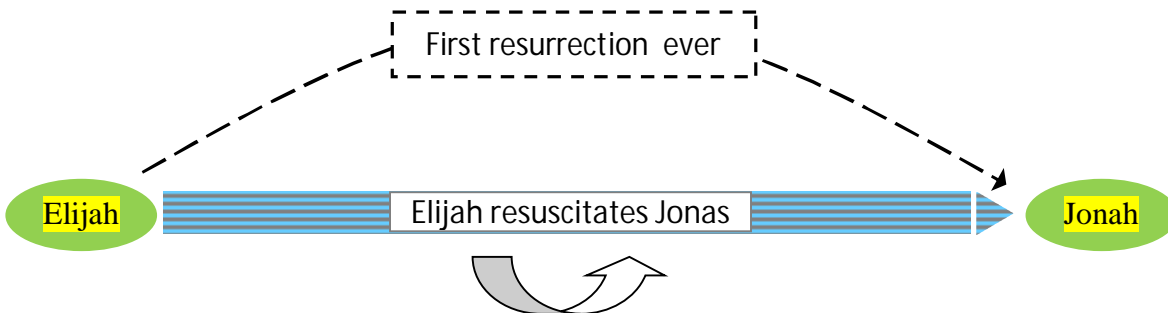 First resurrection ever
Elijah
Elijah resuscitates Jonas
Jonah